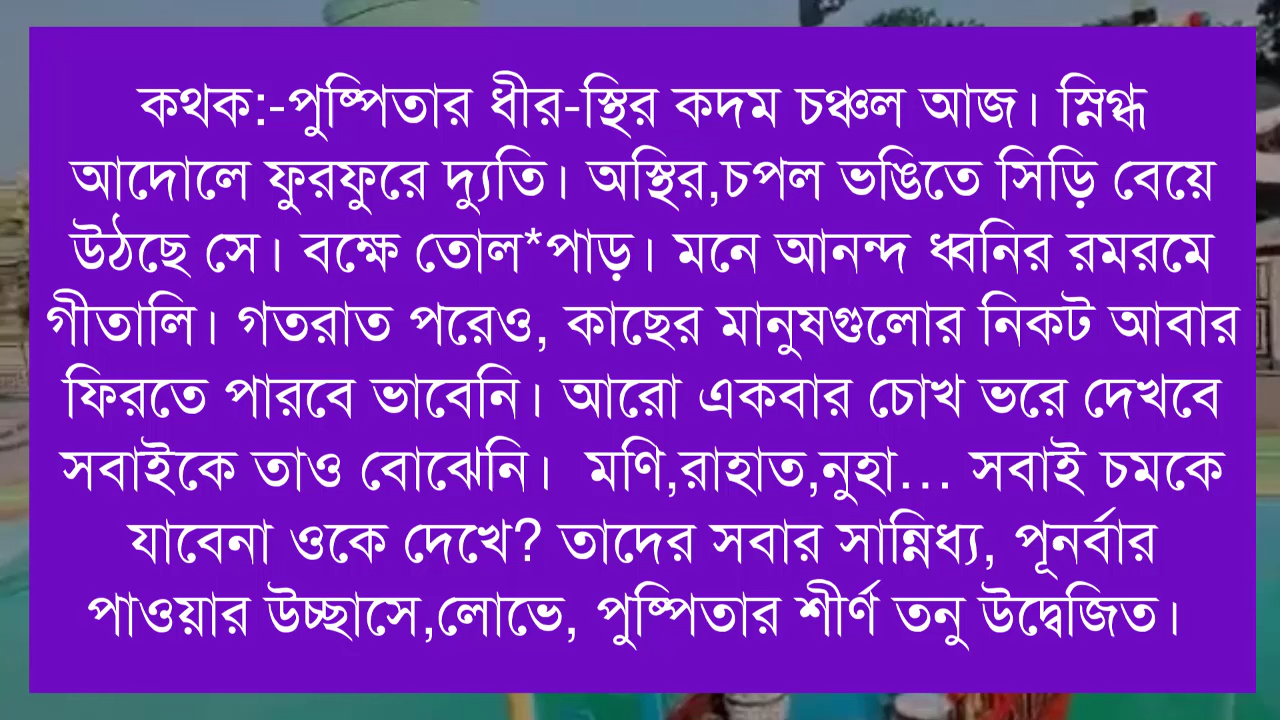 কথক:-পুষ্পিতার ধীর-স্থির কদম চঞ্চল আজ। স্নিগ্ধ
আদোলে ফুরফুরে দ্যুতি। অস্থির,চপল ভঙিতে সিড়ি বেয়ে
উঠছে সে। বক্ষে তোল*পাড়। মনে আনন্দ ধ্বনির রমরমে
গীতালি। গতরাত পরেও, কাছের মানুষগুলোর নিকট আবার
ফিরতে পারবে ভাবেনি। আরো একবার চোখ ভরে দেখবে
সবাইকে তাও বোঝেনি। মণি,রাহাত,নুহা... সবাই চমকে
যাবেনা ওকে দেখে? তাদের সবার সান্নিধ্য, পূনর্বার
পাওয়ার উচ্ছাসে,লোভে, পুষ্পিতার শীর্ণ তনু উদ্বেজিত।